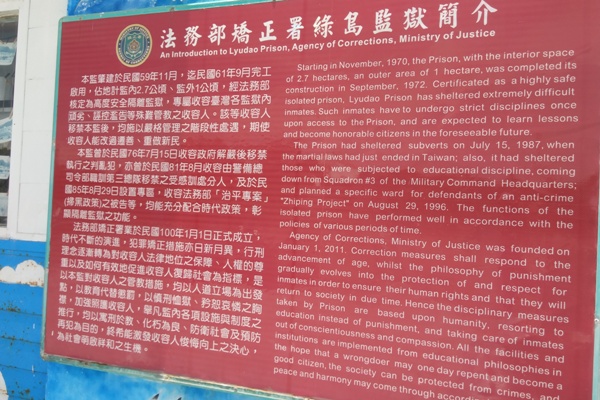 法務部矯正署綠島監獄簡介
An Introduction to Lyudao Prison, Agency of Corrections, Ministry of Justice
本監肇建於民國59年11月，迄民國61年9月完工
啟用，佔地計監內2.7公頃、監外1公頃，經法務部
核定為高度安全隔離監獄，專屬收容臺灣各監獄內
頑劣、誣控濫告等殊難管教之收容人。該等收容人
移禁本監後，均施以嚴格管理之階段性處遇，期使
收容人能改過遷善、重啟新民。
本監曾於民國76年7月15日收容政府解嚴後移禁
執行之判亂犯，亦曾於民國81年8月收容由警備總
司令部職訓第三總隊移禁之受感訓處分人，及於民
國85年8月29日設置專區，收容法務部「治平專案」
(掃黑政策)之被告等，均能充分配合時代政策，彰
顯隔離監獄之功能。
法務部矯正署業於民國100年1月1日正式成立，
時代不斷的演進，犯罪矯正措施亦日新月異，行刑
理念逐漸轉為對收容人法律地位之保障、人權的尊
重以及如何有效地促進收容人復歸社會為指標，是
以本監對收容人之管教措施，均以人道立場為出發
點，以教育代替懲罰，以慎刑恤獄、矜恕哀憐之胸
襟，加強照護收容人，舉凡監內各項設施與制度之
推行，均以寓刑於教、化朽為良、防衛社會及預防
再犯為目的，終希能激發收容人悛悔向上之決心，
為社會萌啟祥和之生機。
Starting in November, 1970, the Prison, with the interior space
of 2.7 hectares, an outer area of 1 hectare, was completed its
construction in September, 1972. Certificated as a highly safe
isolated prison, Lyudao Prison has sheltered extremely difficult
inmates. Such inmates have to undergo strict disciplines once
upon access to the Prison, and are expected to learn lessons
and become honorable citizens in the foreseeable future.
The Prison had sheltered subverts on July 15, 1987, when
the martial laws had just ended in Taiwan; also, it had sheltered
those who were subjected to educational discipline, coming
down from Squadron #3 of the Military Command Headquarters;
and planned a specific ward for defendants of an anti-crime
"Zhiping Project" on August 29, 1996. The functions of the
isolated prison have performed well in accordance with the
policies of various periods of time.
Agency of Corrections, Ministry of Justice was founded on
January 1, 2011. Correction measures shall respond to the
advancement of age, whilst the philosophy of punishment
gradually evolves into the protection of and respect for
inmates in order to ensure their human rights and that they will
return to society in due time. Hence the disciplinary measures
taken by Prison are based upon humanity, resorting to
education instead of punishment, and taking care of inmates
out of conscientiousness and compassion. All the facilities and
institutions are implemented from educational philosophies in
the hope that a wrongdoer may one day repent and become a
good citizen, the society can be protected from crimes, and
peace and harmony may come through